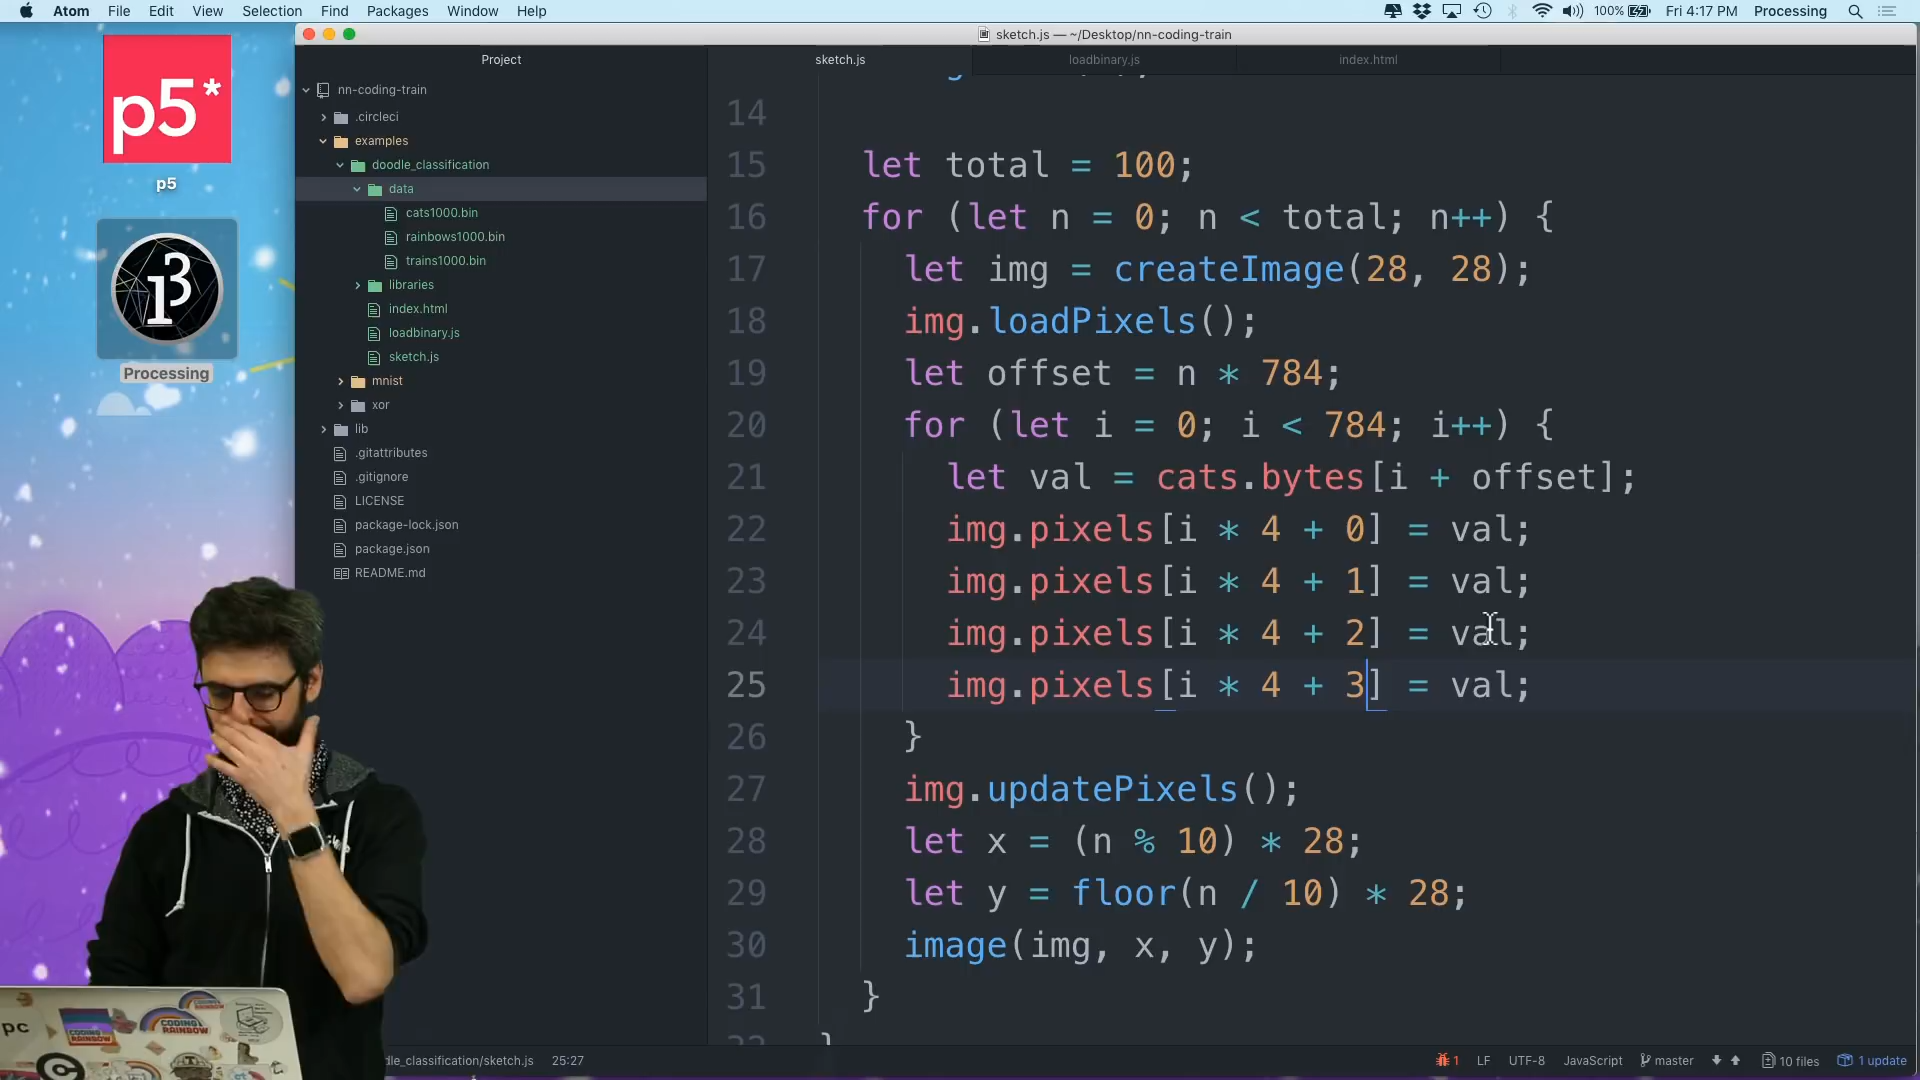 Atom File Edit View Selection Find Packages Window Help 100% Fri 4:17 PM Processing
sketch.js — ~/Desktop/nn-coding-train
p5*
p5
Processing
Project
nn-coding-train
.circleci
examples
doodle_classification
data
cats1000.bin
rainbows1000.bin
trains1000.bin
libraries
index.html
loadbinary.js
sketch.js
mnist
xor
lib
.gitattributes
.gitignore
LICENSE
package-lock.json
package.json
README.md
sketch.js loadbinary.js index.html
14
15 let total = 100;
16 for (let n = 0; n < total; n++) {
17 let img = createImage(28, 28);
18 img.loadPixels();
19 let offset = n * 784;
20 for (let i = 0; i < 784; i++) {
21 let val = cats.bytes[i + offset];
22 img.pixels[i * 4 + 0] = val;
23 img.pixels[i * 4 + 1] = val;
24 img.pixels[i * 4 + 2] = val;
25 img.pixels[i * 4 + 3] = val;
26 }
27 img.updatePixels();
28 let x = (n % 10) * 28;
29 let y = floor(n / 10) * 28;
30 image(img, x, y);
31 }
dle_classification/sketch.js 25:27 1 LF UTF-8 JavaScript master 10 files 1 update
pc
CODING
RAINBOW